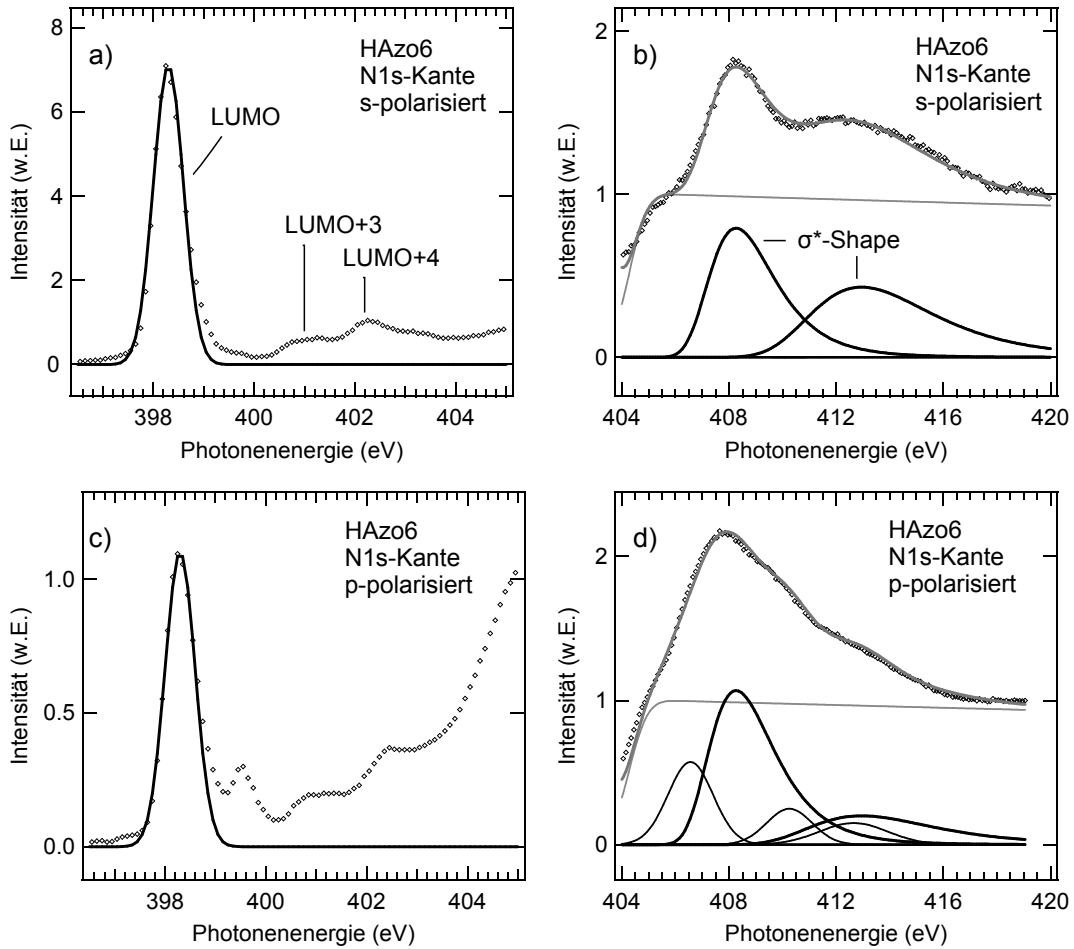 a)
HAzo6
N1s-Kante
s-polarisiert
LUMO
LUMO+3
LUMO+4
Intensität (w.E.)
8
6
4
2
0
398 400 402 404
Photonenenergie (eV)
b)
HAzo6
N1s-Kante
s-polarisiert
σ*-Shape
Intensität (w.E.)
2
1
0
404 408 412 416 420
Photonenenergie (eV)
c)
HAzo6
N1s-Kante
p-polarisiert
Intensität (w.E.)
1.0
0.5
0.0
398 400 402 404
Photonenenergie (eV)
d)
HAzo6
N1s-Kante
p-polarisiert
Intensität (w.E.)
2
1
0
404 408 412 416 420
Photonenenergie (eV)